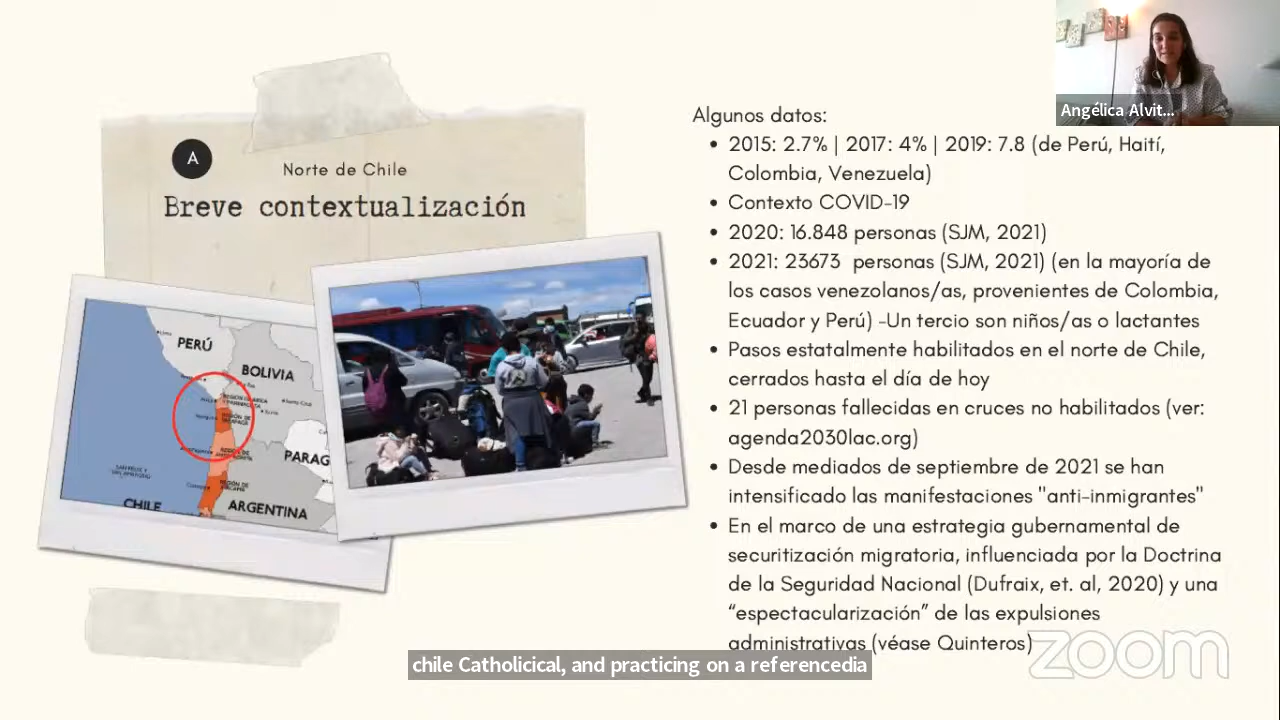 A
Norte de Chile
Breve contextualización
PERÚ
BOLIVIA
PARAG
CHILE
ARGENTINA
Algunos datos:
• 2015: 2.7% | 2017: 4% | 2019: 7.8 (de Perú, Haití,
Colombia, Venezuela)
• Contexto COVID-19
• 2020: 16.848 personas (SJM, 2021)
• 2021: 23673 personas (SJM, 2021) (en la mayoría de
los casos venezolanos/as, provenientes de Colombia,
Ecuador y Perú) -Un tercio son niños/as o lactantes
• Pasos estatalmente habilitados en el norte de Chile,
cerrados hasta el día de hoy
• 21 personas fallecidas en cruces no habilitados (ver:
agenda2030lac.org)
• Desde mediados de septiembre de 2021 se han
intensificado las manifestaciones "anti-inmigrantes"
• En el marco de una estrategia gubernamental de
securitización migratoria, influenciada por la Doctrina
de la Seguridad Nacional (Dufraix, et. al, 2020) y una
“espectacularización” de las expulsiones
administrativas (véase Quinteros)
Angélica Alvit...
chile Catholicical, and practicing on a referencedia
zoom